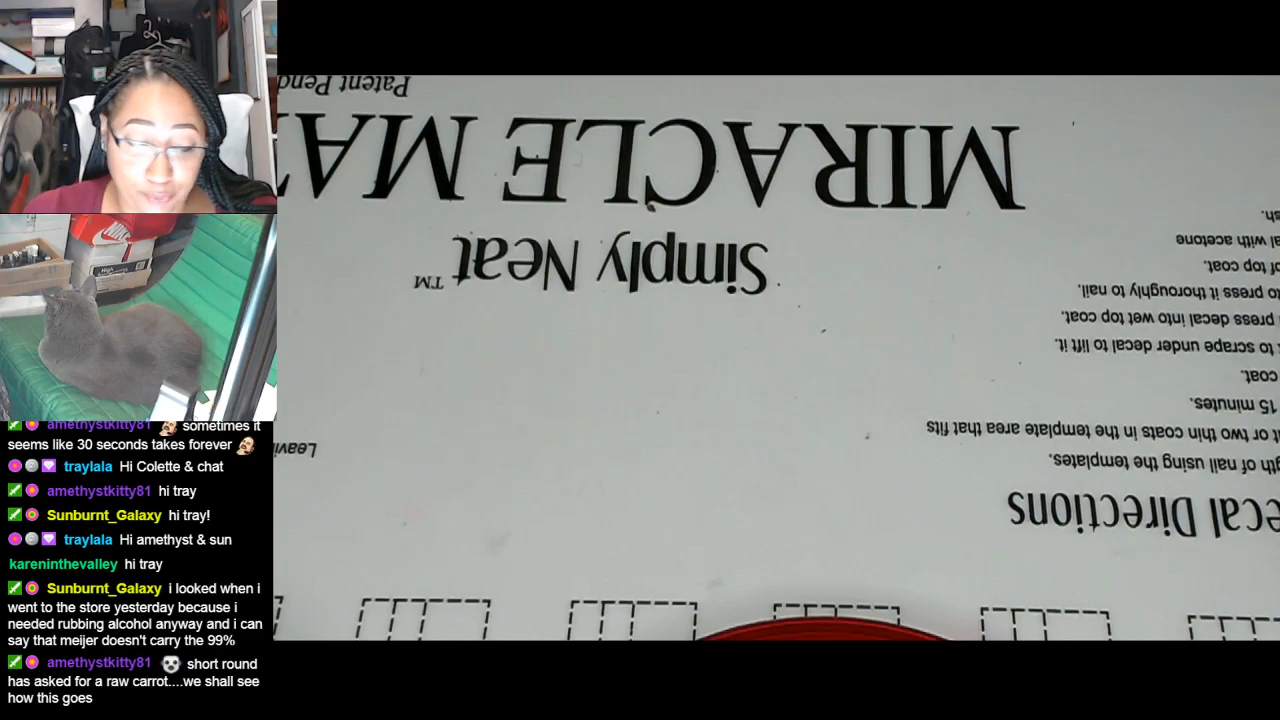 Patent Pend
MIRACLE MA
Simply Neat™
sh.
al with acetone
of top coat.
to press it thoroughly to nail.
press decal into wet top coat.
to scrape under decal to lift it.
coat.
15 minutes.
t or two thin coats in the template area that fits
gth of nail using the templates.
ecal Directions
Leavi
amethystkitty81 sometimes it
seems like 30 seconds takes forever
traylala Hi Colette & chat
amethystkitty81 hi tray
Sunburnt_Galaxy hi tray!
traylala Hi amethyst & sun
kareninthevalley hi tray
Sunburnt_Galaxy i looked when i
went to the store yesterday because i
needed rubbing alcohol anyway and i can
say that meijer doesn't carry the 99%
amethystkitty81 short round
has asked for a raw carrot....we shall see
how this goes